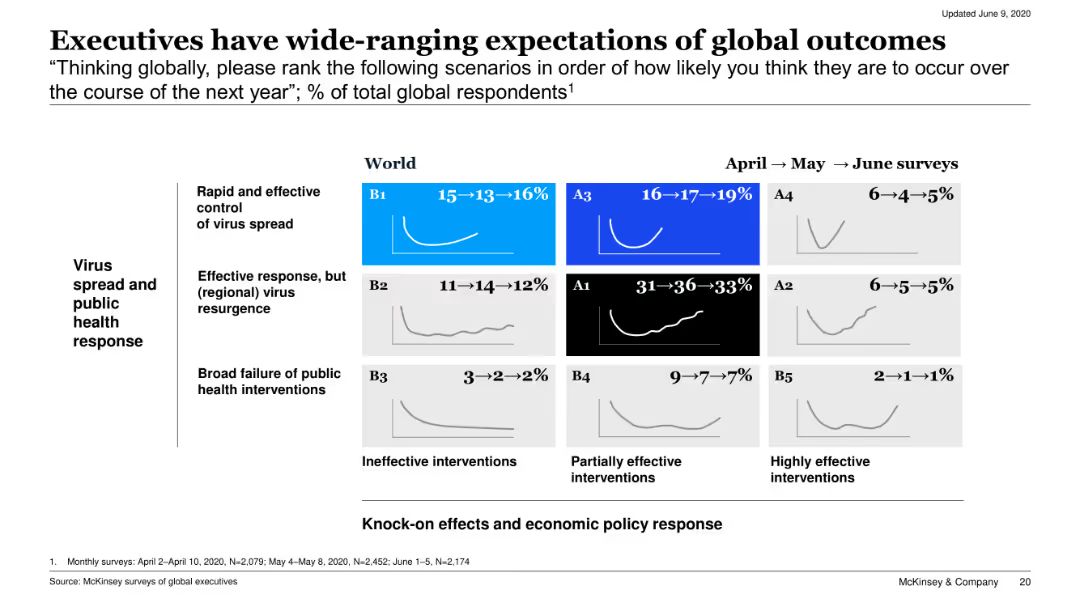 Updated June 9, 2020
Executives have wide-ranging expectations of global outcomes
“Thinking globally, please rank the following scenarios in order of how likely you think they are to occur over
the course of the next year”; % of total global respondents1
World
April → May → June surveys
Virus
spread and
public
health
response
Rapid and effective
control
of virus spread
B1 15→13→16%
A3 16→17→19%
A4 6→4→5%
Effective response, but
(regional) virus
resurgence
B2 11→14→12%
A1 31→36→33%
A2 6→5→5%
Broad failure of public
health interventions
B3 3→2→2%
B4 9→7→7%
B5 2→1→1%
Ineffective interventions
Partially effective
interventions
Highly effective
interventions
Knock-on effects and economic policy response
1. Monthly surveys: April 2–April 10, 2020, N=2,079; May 4–May 8, 2020, N=2,452; June 1–5, N=2,174
Source: McKinsey surveys of global executives
McKinsey & Company 20